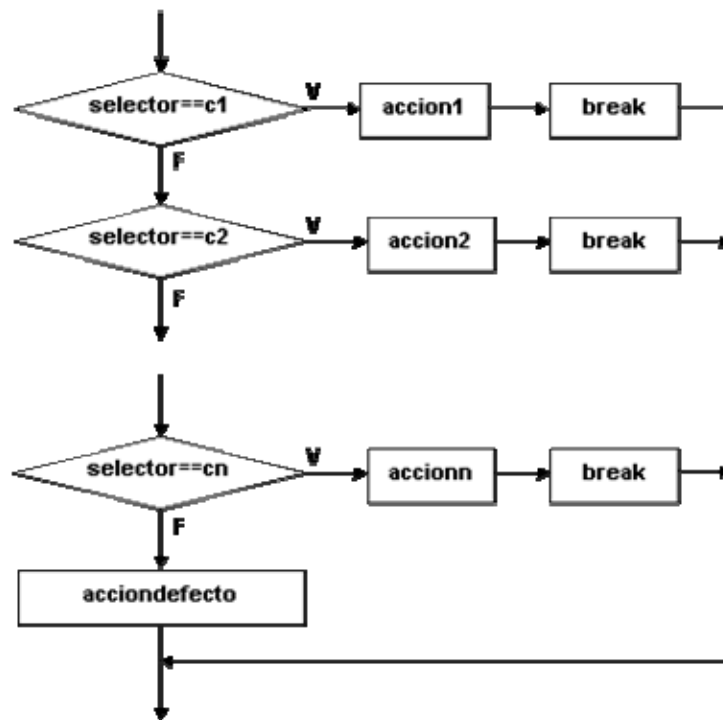 selector==c1
V
accion1
break
F
selector==c2
V
accion2
break
F
selector==cn
V
accionn
break
F
acciondefecto